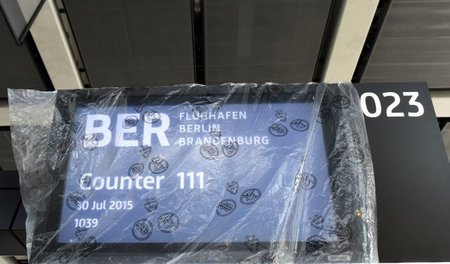 BER
FLUGHAFEN
BERLIN
BRANDENBURG
Counter 111
30 Jul 2015
1039
023